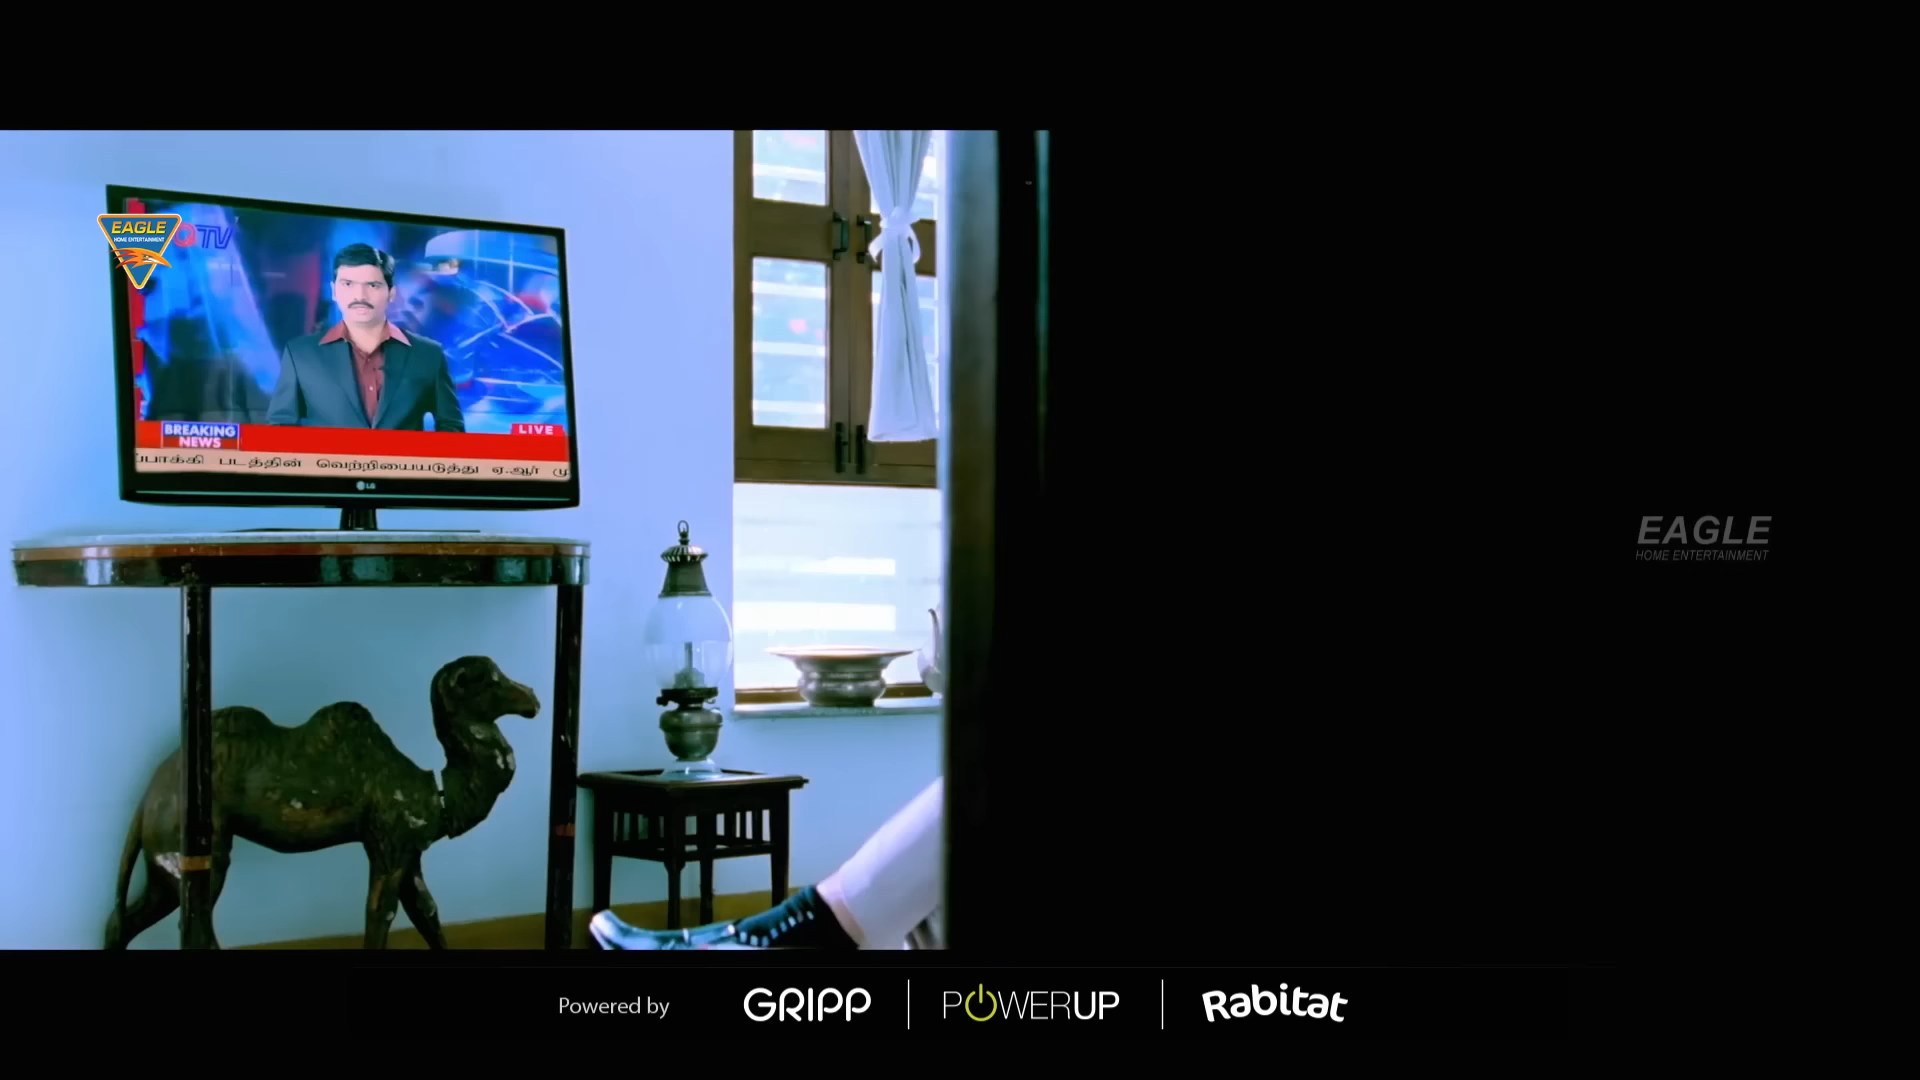 EAGLE
HOME ENTERTAINMENT
TV
BREAKING
NEWS
LIVE
படத்தின் வெற்றியையடுத்து ஏ.ஆர்
LG
EAGLE
HOME ENTERTAINMENT
Powered by GRIPP POWERUP Rabitat